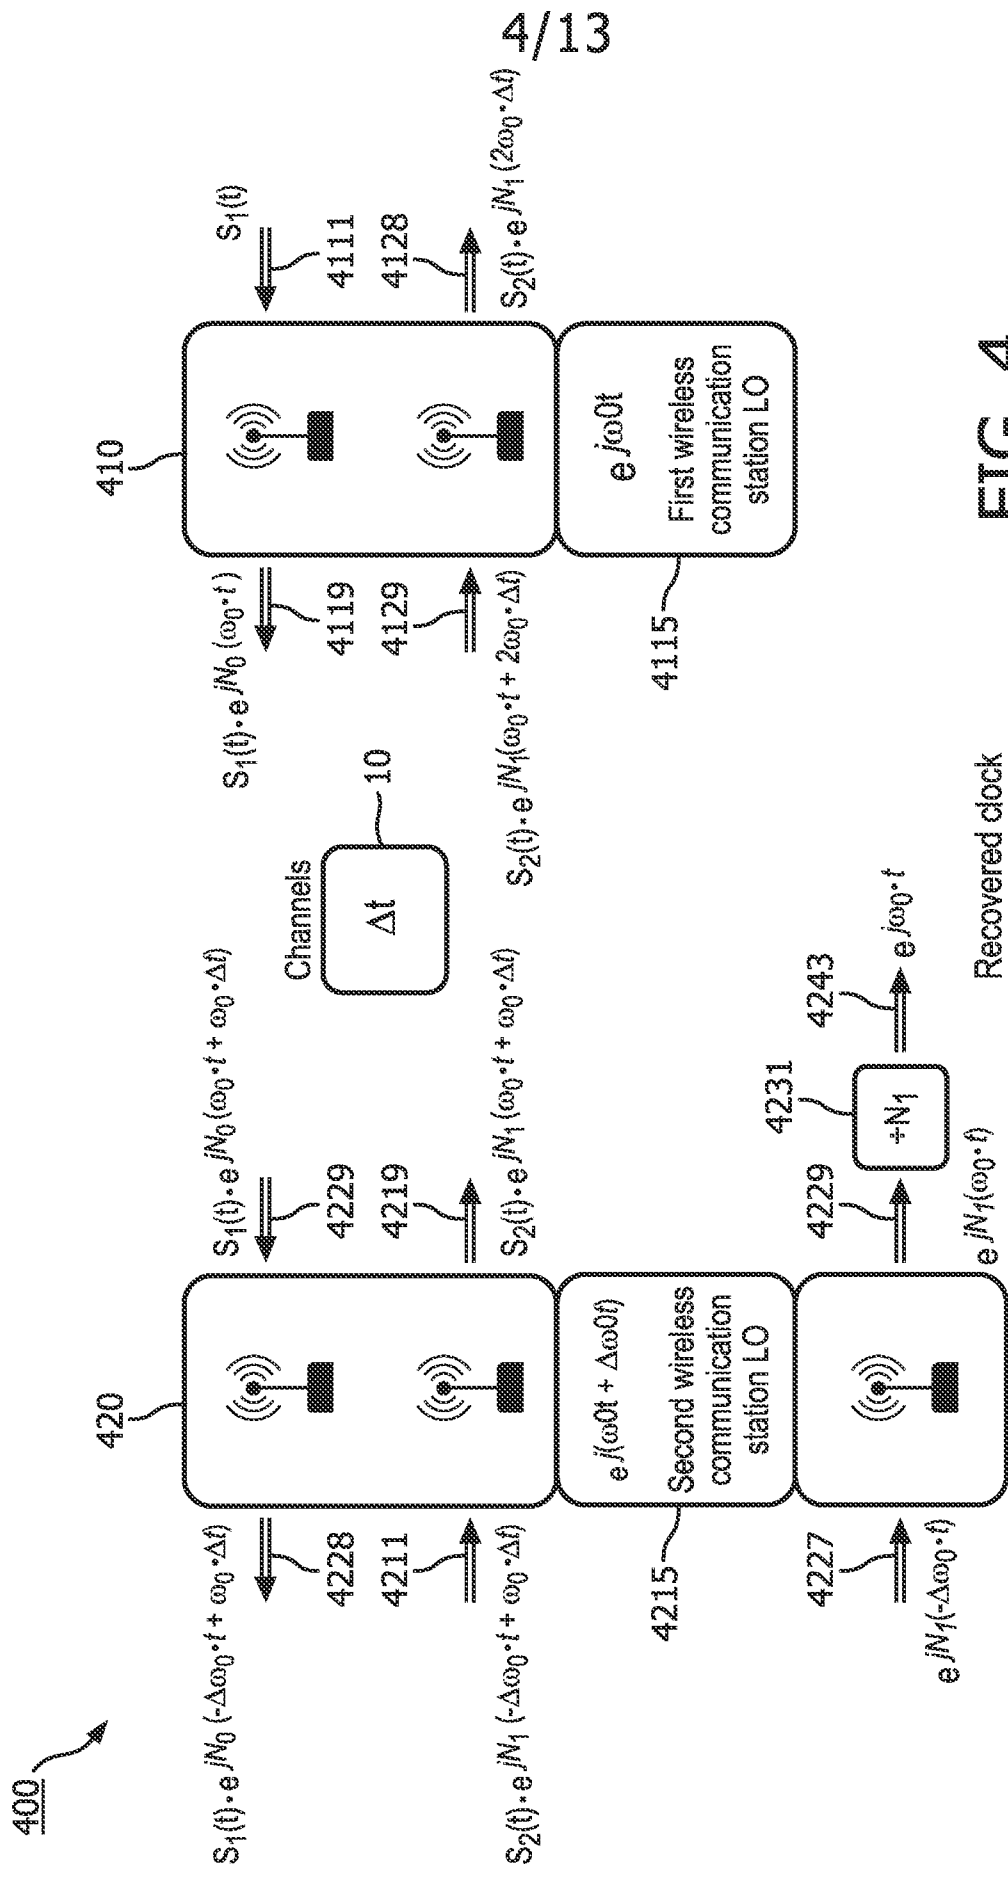 4/13
400
420
410
S1(t)•e jN0 (-Δω0•t + ω0•Δt)
4228
S1(t)•e jN0 (ω0•t + ω0•Δt)
4229
Channels
Δt
10
S1(t)•e jN0 (ω0•t)
4119
S1(t)
4111
4211
S2(t)•e jN1 (-Δω0•t + ω0•Δt)
4219
S2(t)•e jN1 (ω0•t + ω0•Δt)
4129
S2(t)•e jN1(ω0•t + 2ω0•Δt)
4128
S2(t)•e jN1 (2ω0•Δt)
e j(ω0t + Δω0t)
Second wireless
communication
station LO
4215
e jω0t
First wireless
communication
station LO
4115
4227
e jN1(-Δω0•t)
4229
e jN1(ω0•t)
4231
÷N1
4243
e jω0•t
Recovered clock
FIG. 4